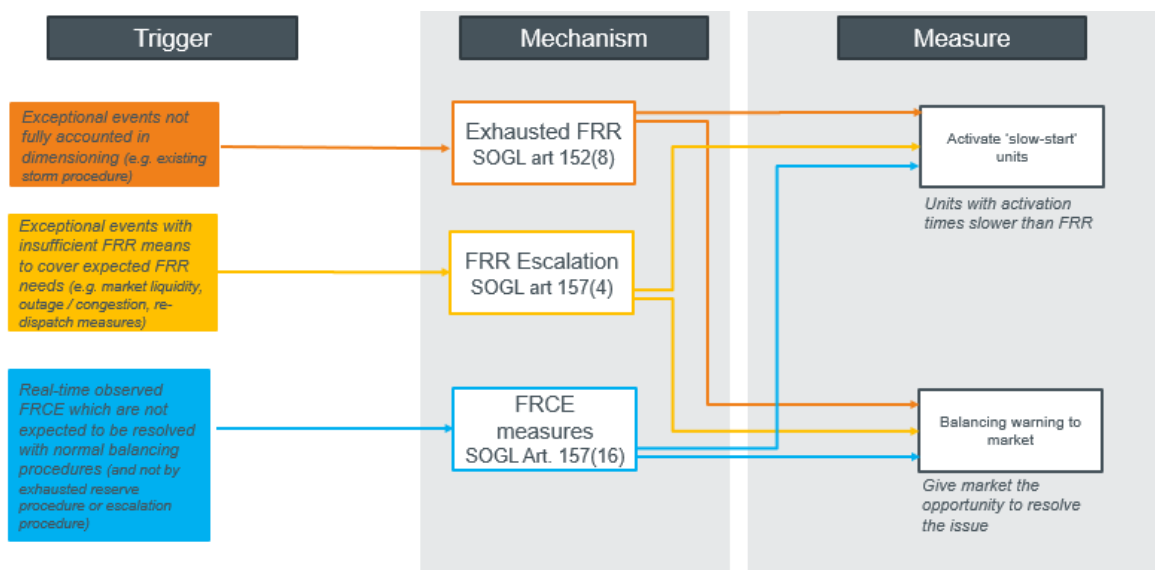 Trigger
Mechanism
Measure
Exceptional events not
fully accounted in
dimensioning (e.g. existing
storm procedure)
Exhausted FRR
SOGL art 152(8)
Activate 'slow-start'
units
Units with activation
times slower than FRR
Exceptional events with
insufficient FRR means
to cover expected FRR
needs (e.g. market liquidity,
outage / congestion, re-
dispatch measures)
FRR Escalation
SOGL art 157(4)
Real-time observed
FRCE which are not
expected to be resolved
with normal balancing
procedures (and not by
exhausted reserve
procedure or escalation
procedure)
FRCE
measures
SOGL Art. 157(16)
Balancing warning to
market
Give market the
opportunity to resolve
the issue